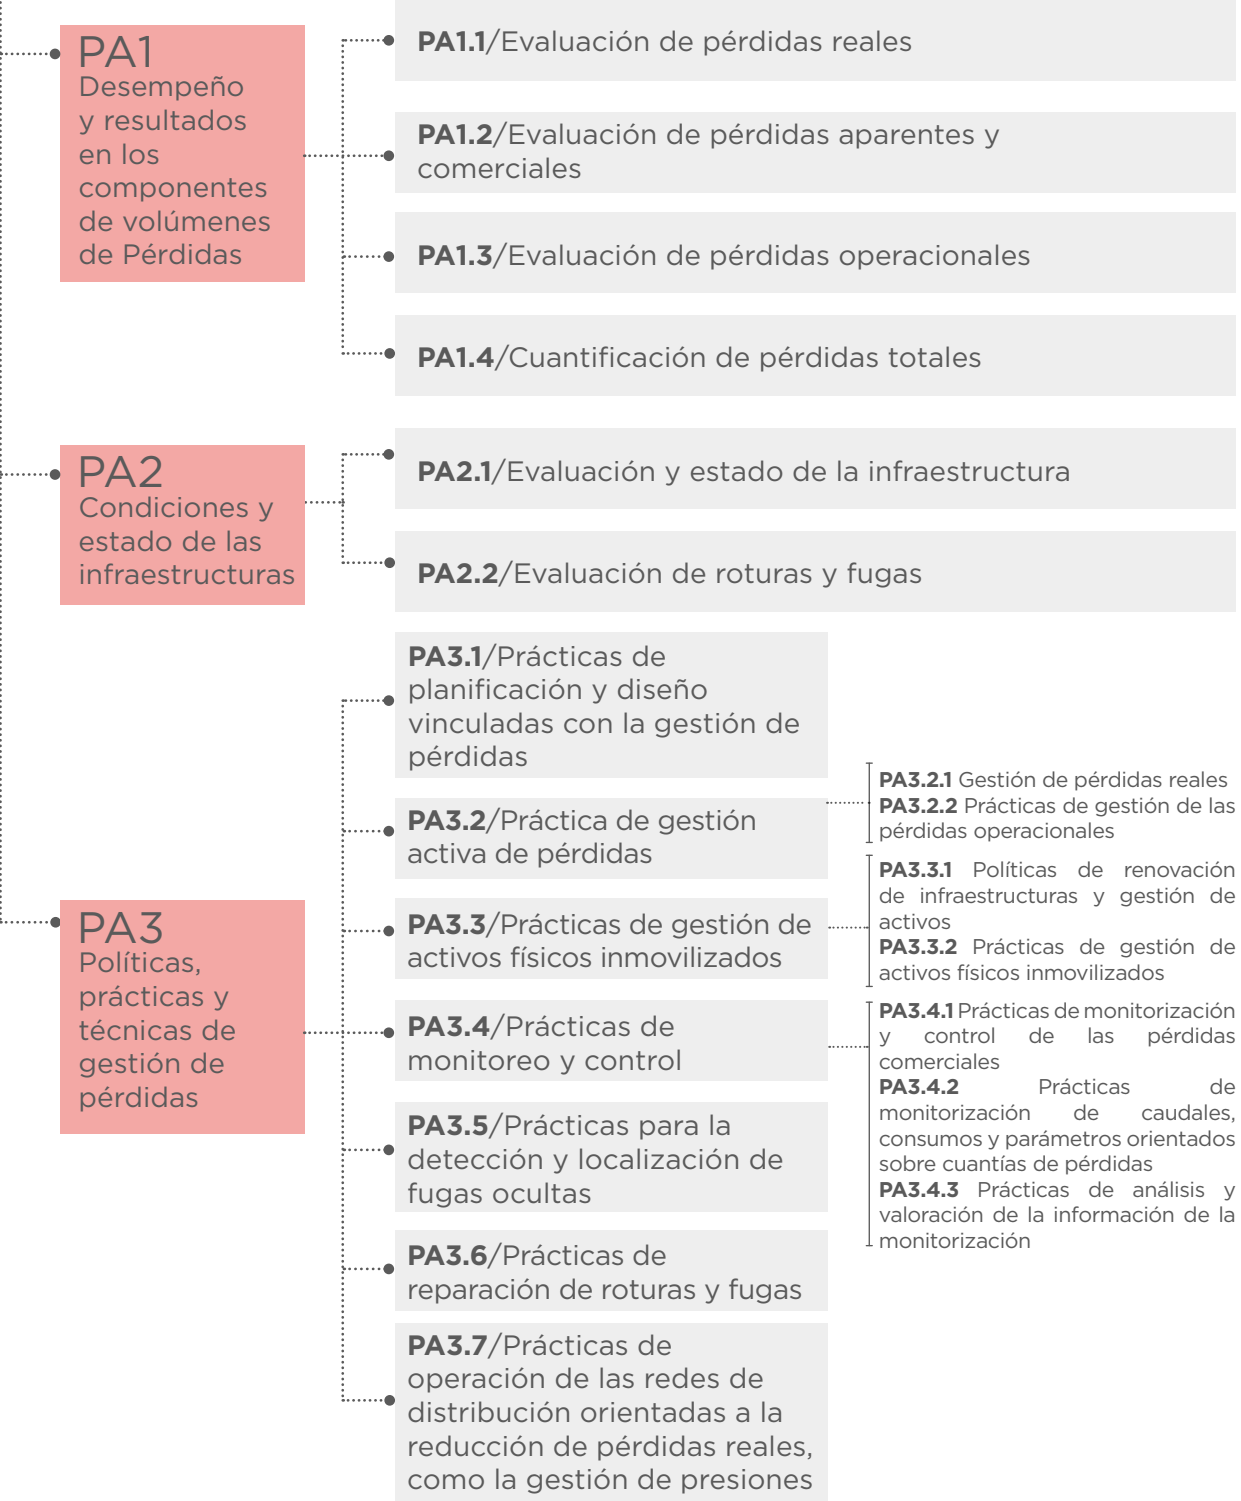 PA1
Desempeño
y resultados
en los
componentes
de volúmenes
de Pérdidas
PA1.1/Evaluación de pérdidas reales
PA1.2/Evaluación de pérdidas aparentes y
comerciales
PA1.3/Evaluación de pérdidas operacionales
PA1.4/Cuantificación de pérdidas totales
PA2
Condiciones y
estado de las
infraestructuras
PA2.1/Evaluación y estado de la infraestructura
PA2.2/Evaluación de roturas y fugas
PA3
Políticas,
prácticas y
técnicas de
gestión de
pérdidas
PA3.1/Prácticas de
planificación y diseño
vinculadas con la gestión de
pérdidas
PA3.2/Práctica de gestión
activa de pérdidas
PA3.2.1 Gestión de pérdidas reales
PA3.2.2 Prácticas de gestión de las
pérdidas operacionales
PA3.3/Prácticas de gestión de
activos físicos inmovilizados
PA3.3.1 Políticas de renovación
de infraestructuras y gestión de
activos
PA3.3.2 Prácticas de gestión de
activos físicos inmovilizados
PA3.4/Prácticas de
monitoreo y control
PA3.4.1 Prácticas de monitorización
y control de las pérdidas
comerciales
PA3.4.2 Prácticas de
monitorización de caudales,
consumos y parámetros orientados
sobre cuantías de pérdidas
PA3.4.3 Prácticas de análisis y
valoración de la información de la
monitorización
PA3.5/Prácticas para la
detección y localización de
fugas ocultas
PA3.6/Prácticas de
reparación de roturas y fugas
PA3.7/Prácticas de
operación de las redes de
distribución orientadas a la
reducción de pérdidas reales,
como la gestión de presiones